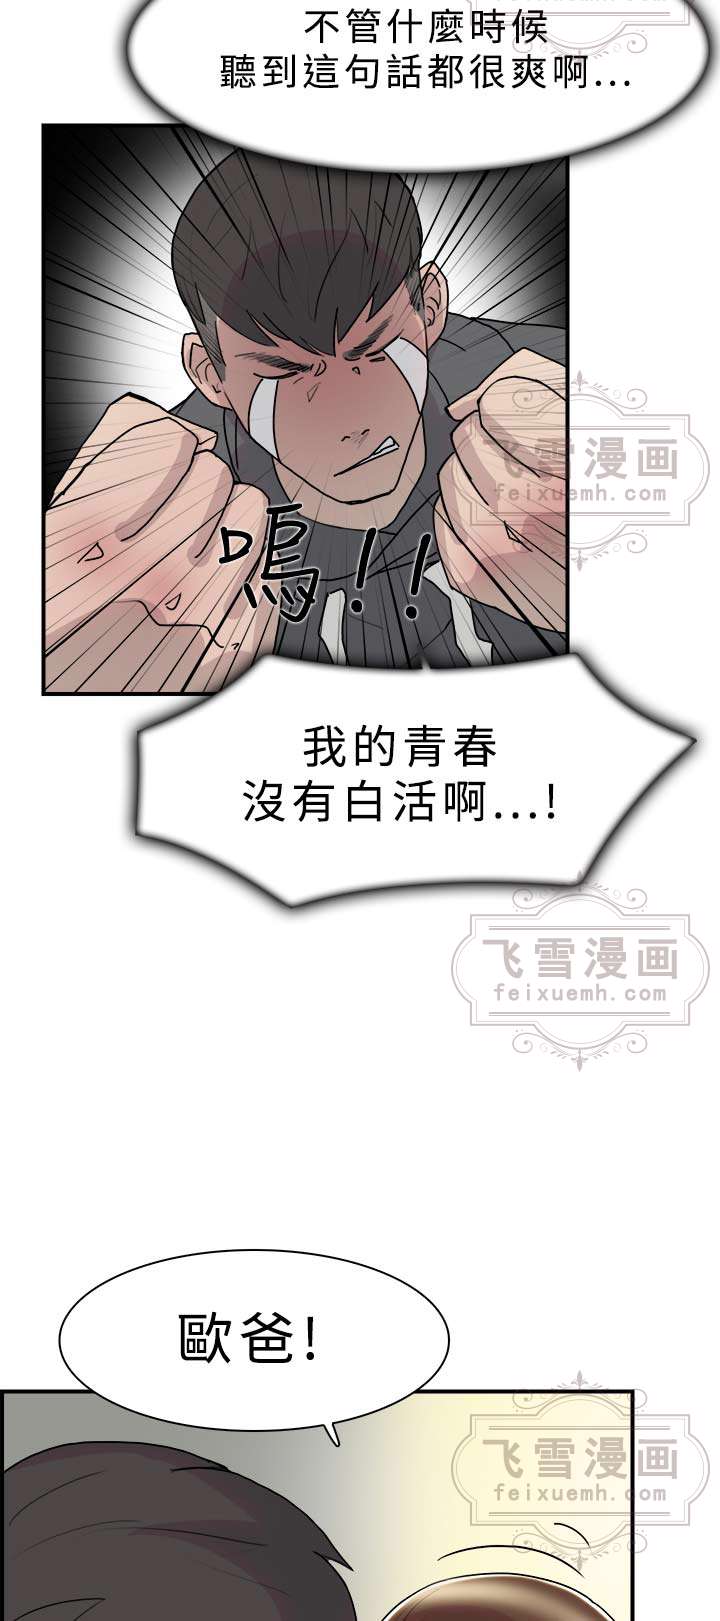 不管什麼時候
聽到這句話都很爽啊...
飞雪漫画
feixuemh.com
嗚!!
我的青春
沒有白活啊...!
飞雪漫画
feixuemh.com
歐爸!
飞雪漫画
feixuemh.com